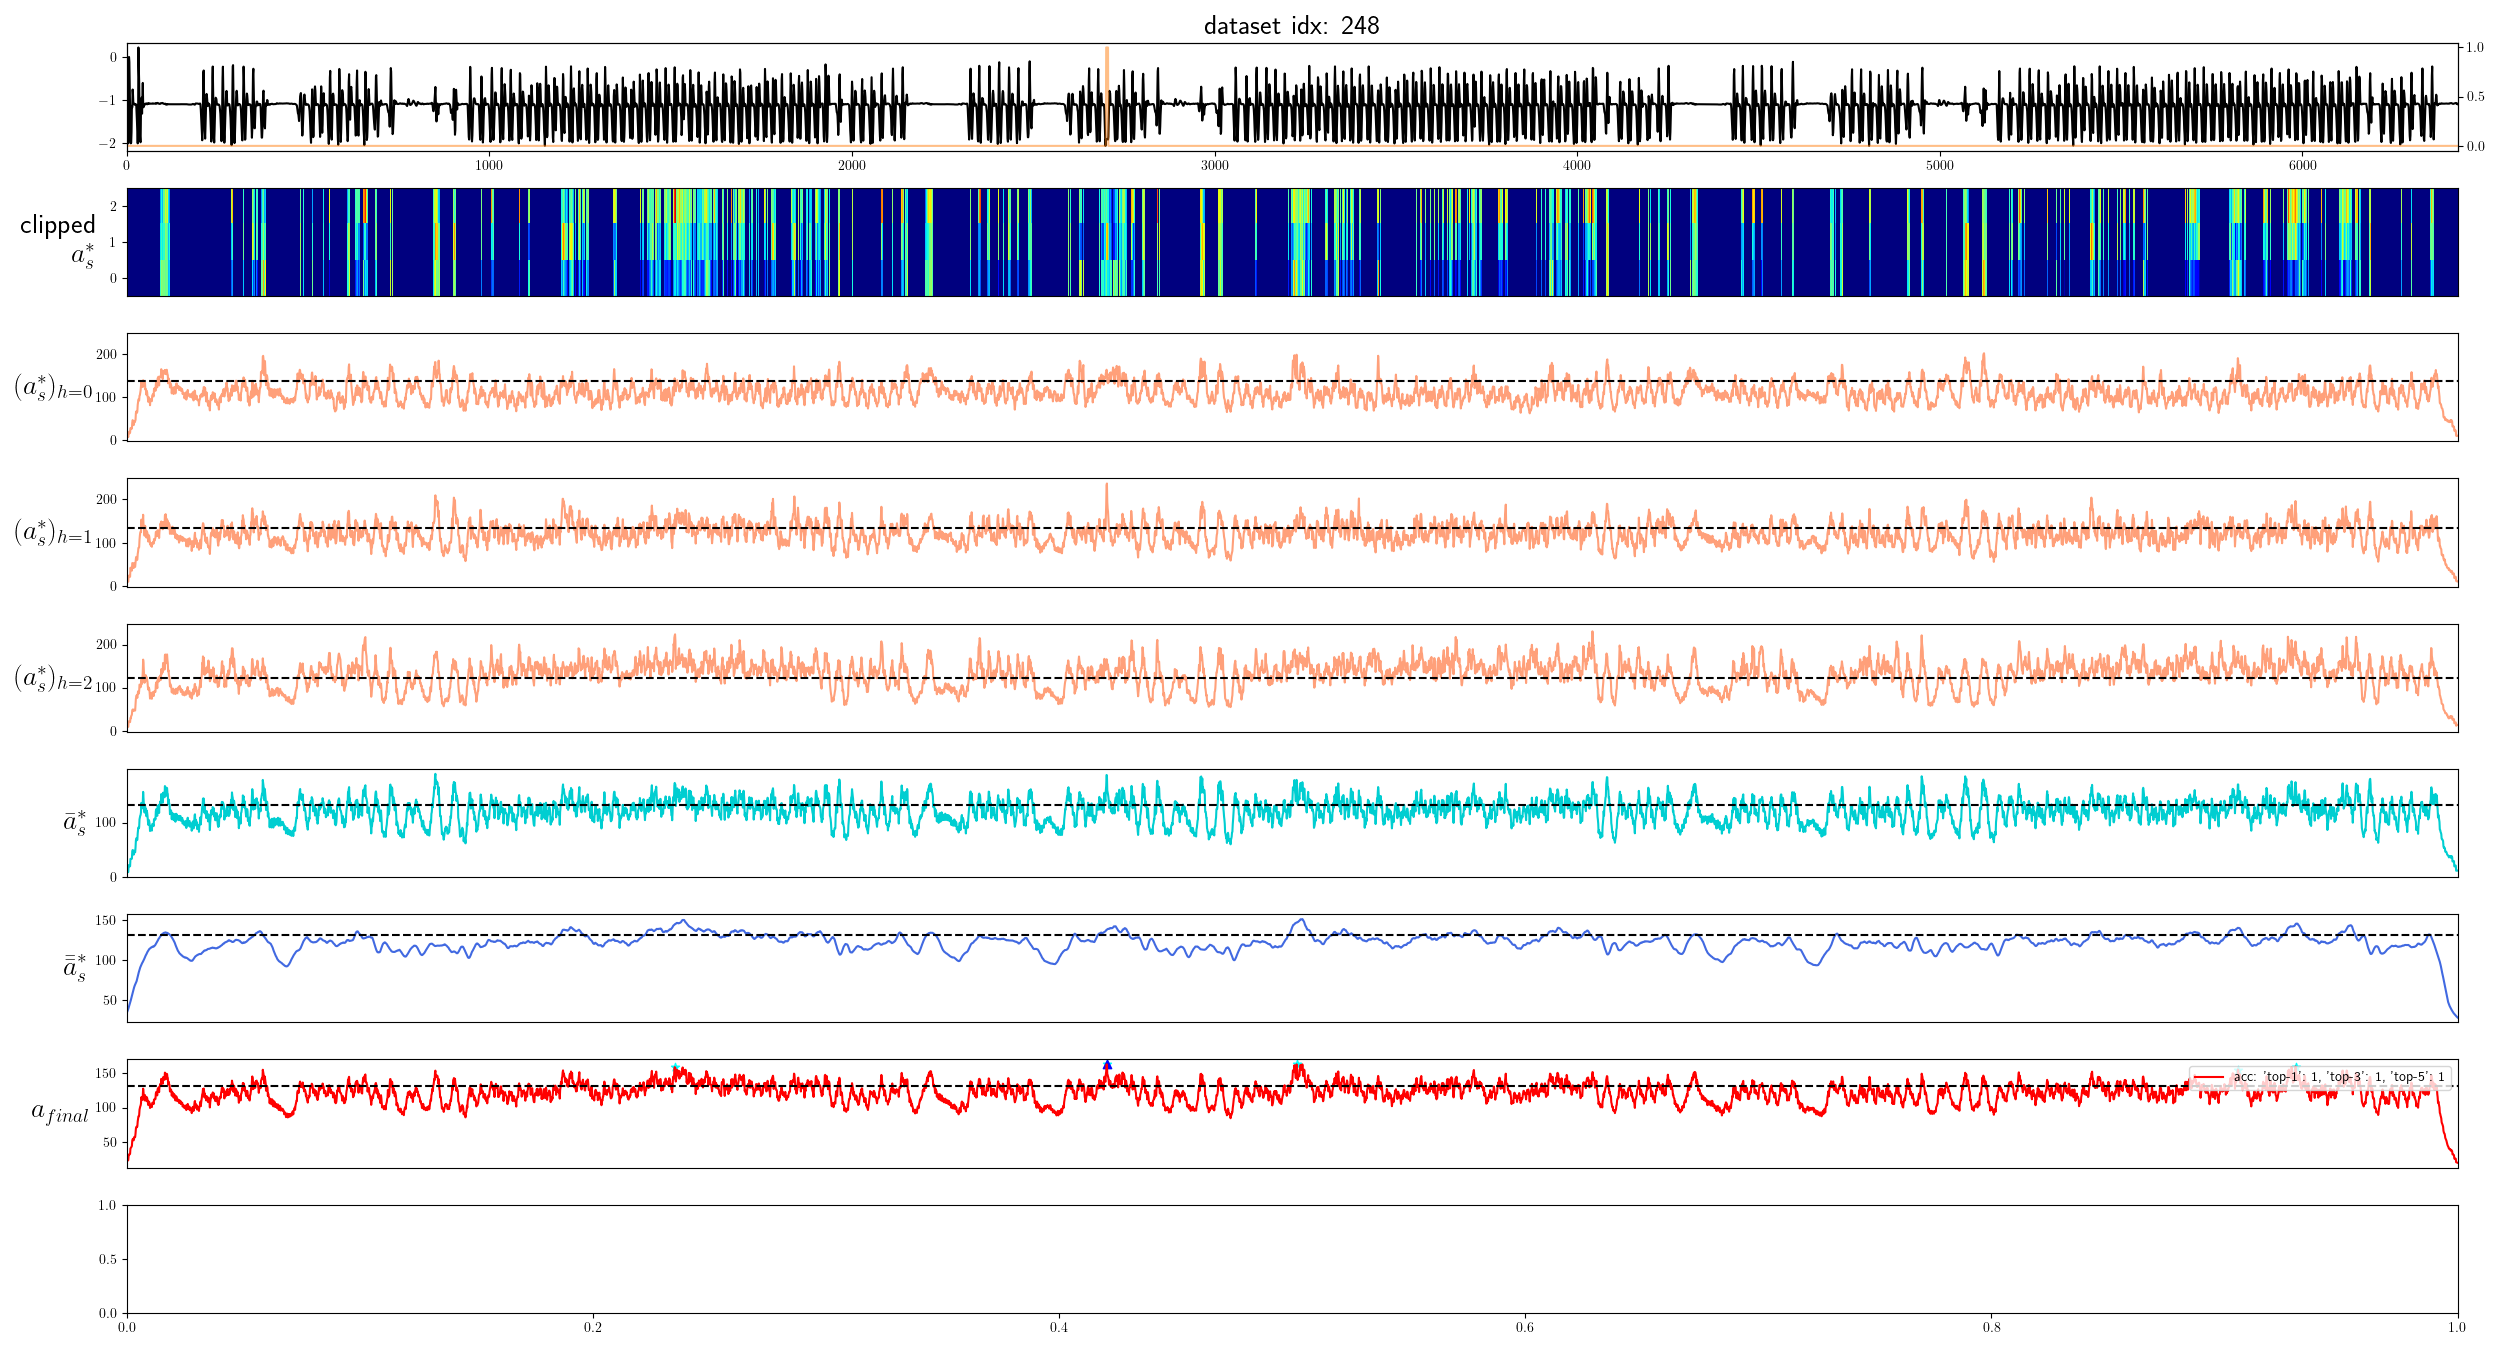 dataset idx: 248
0
−1
−2
1.0
0.5
0.0
0 1000 2000 3000 4000 5000 6000
clipped
a*s
2
1
0
(a*s)h=0
200
100
0
(a*s)h=1
200
100
0
(a*s)h=2
200
100
0
ā*s
100
0
a̿*s
150
100
50
afinal
150
100
50
acc: 'top-1': 1, 'top-3': 1, 'top-5': 1
1.0
0.5
0.0
0.0 0.2 0.4 0.6 0.8 1.0